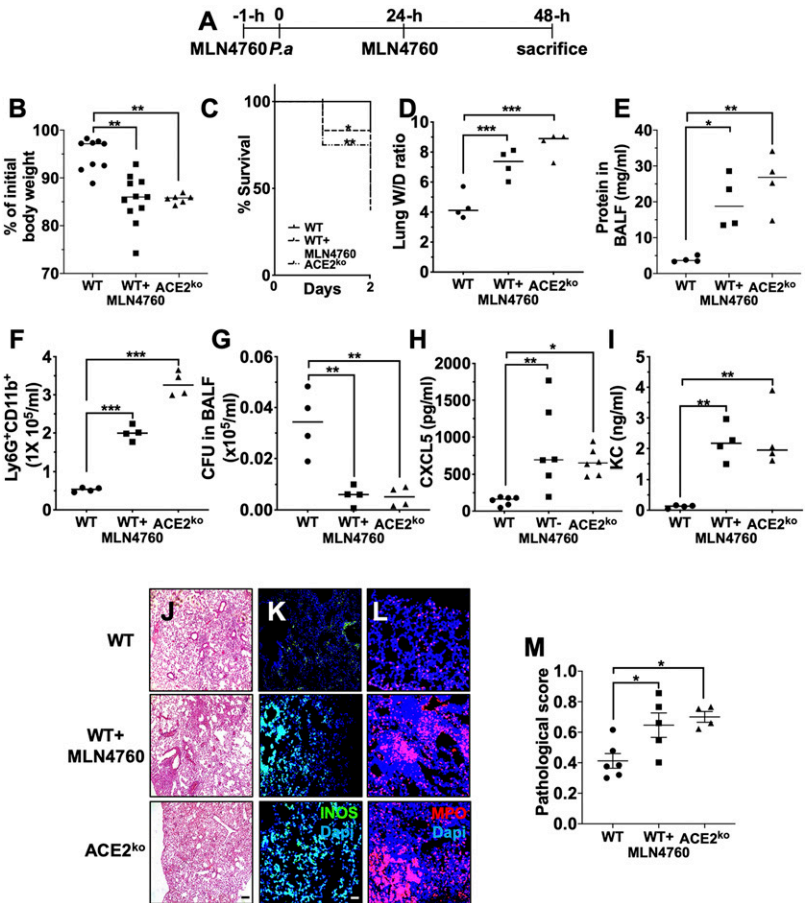 A
-1-h 0 24-h 48-h
MLN4760 P.a MLN4760 sacrifice
B
% of initial
body weight
100
90
80
70
**
**
WT WT+ ACE2ko
MLN4760
C
% Survival
100
50
0
*
**
WT
WT+
MLN4760
ACE2ko
0 Days 2
D
Lung W/D ratio
10
8
6
4
2
0
***
***
WT WT+ ACE2ko
MLN4760
E
Protein in
BALF (mg/ml)
40
30
20
10
0
**
*
WT WT+ ACE2ko
MLN4760
F
Ly6G+CD11b+
(1X 105/ml)
4
3
2
1
0
***
***
WT WT+ ACE2ko
MLN4760
G
CFU in BALF
(x105/ml)
0.06
0.04
0.02
0.00
**
**
WT WT+ ACE2ko
MLN4760
H
CXCL5 (pg/ml)
2000
1500
1000
500
0
*
**
WT WT- ACE2ko
MLN4760
I
KC (ng/ml)
5
4
3
2
1
0
**
**
WT WT+ ACE2ko
MLN4760
J K L
WT
WT+
MLN4760
ACE2ko
INOS
Dapi
MPO
Dapi
M
Pathological score
1.0
0.8
0.6
0.4
0.2
0.0
*
*
WT WT+ ACE2ko
MLN4760